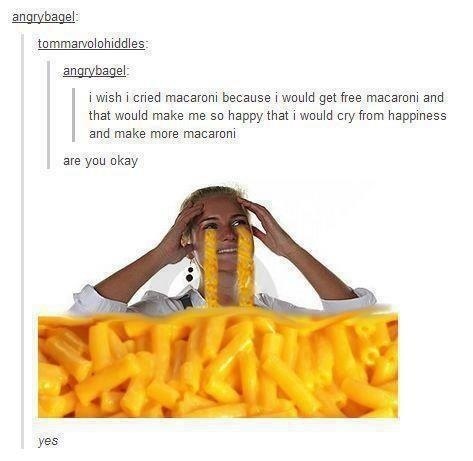 angrybagel:
tommarvolohiddles:
angrybagel:
i wish i cried macaroni because i would get free macaroni and
that would make me so happy that i would cry from happiness
and make more macaroni
are you okay
yes